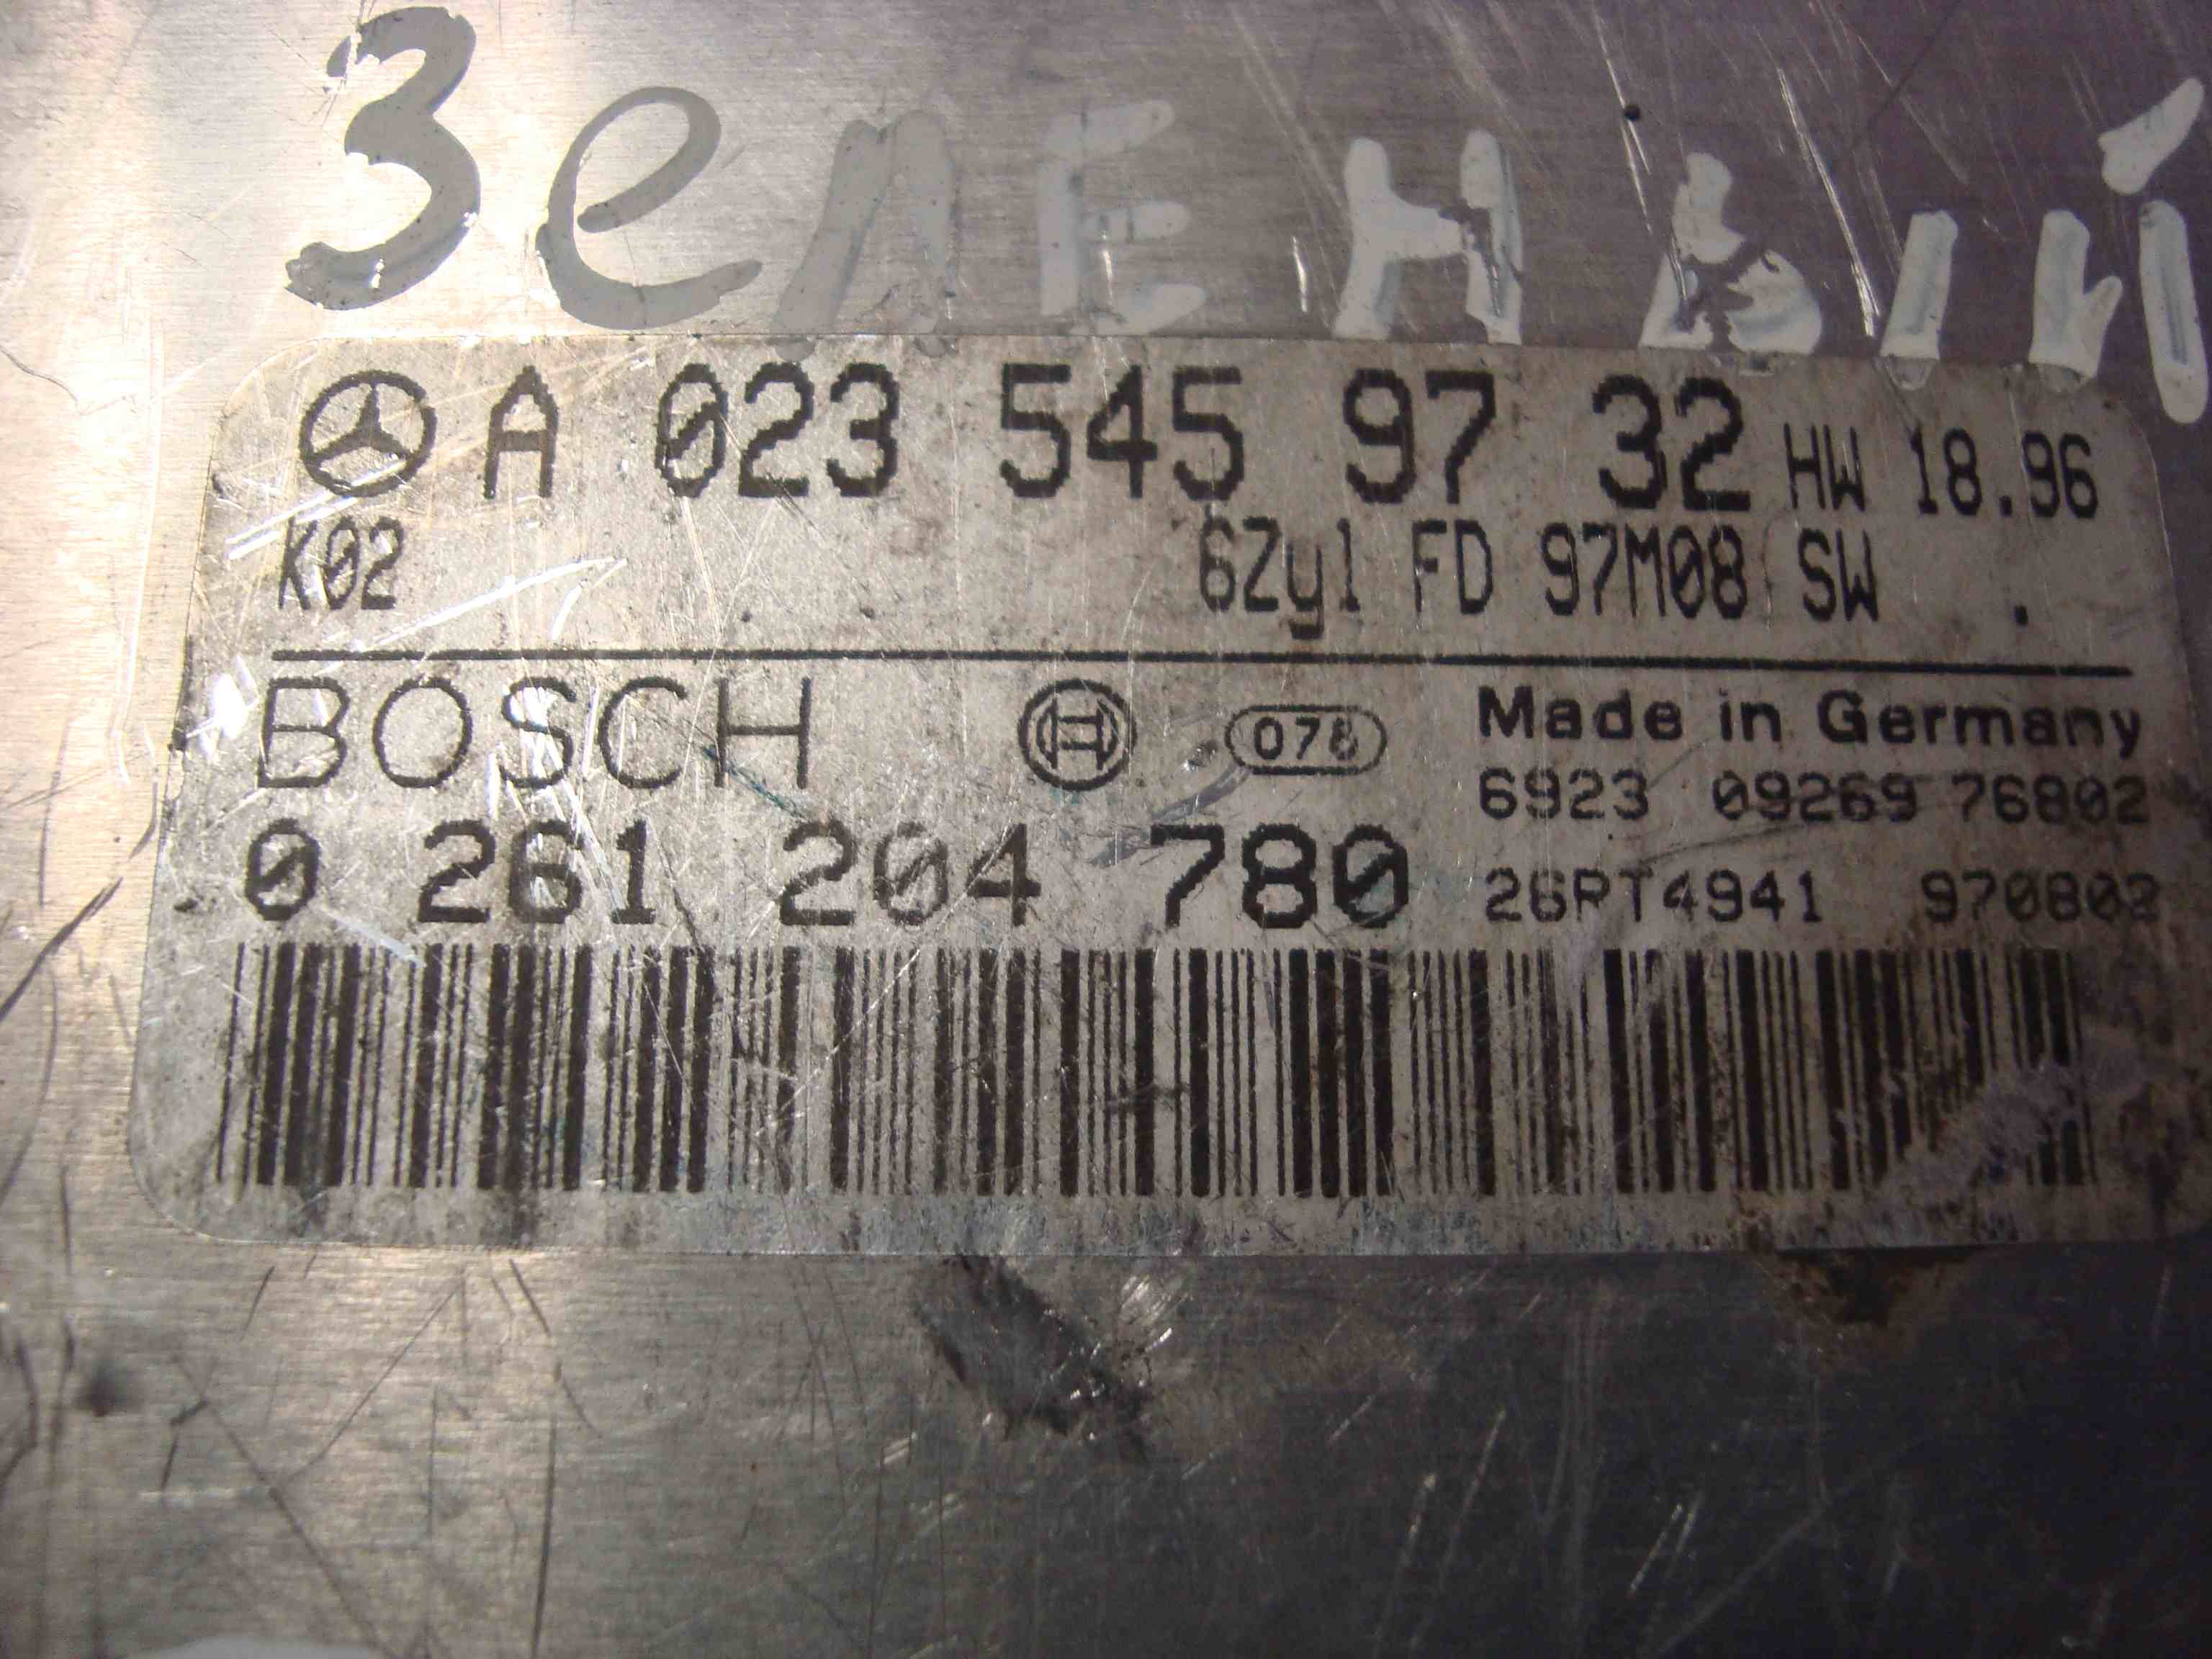 ЗеЛЕНЫЙ
A 023 545 97 32 HW 18.96
K02 6Zyl FD 97M08 SW .
BOSCH 078 Made in Germany
6923 09269 76802
0 261 204 780 26RT4941 970802